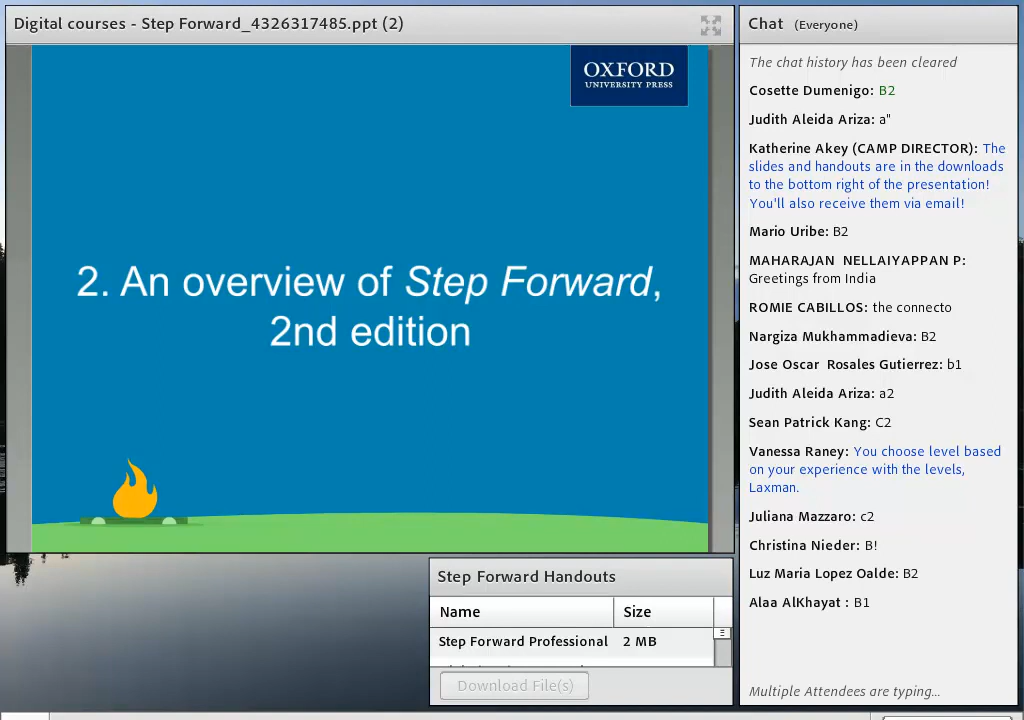 Digital courses - Step Forward_4326317485.ppt (2)
OXFORD
UNIVERSITY PRESS
2. An overview of Step Forward,
2nd edition
Step Forward Handouts
Name Size
Step Forward Professional 2 MB
Download File(s)
Chat (Everyone)
The chat history has been cleared
Cosette Dumenigo: B2
Judith Aleida Ariza: a"
Katherine Akey (CAMP DIRECTOR): The
slides and handouts are in the downloads
to the bottom right of the presentation!
You'll also receive them via email!
Mario Uribe: B2
MAHARAJAN NELLAIYAPPAN P:
Greetings from India
ROMIE CABILLOS: the connecto
Nargiza Mukhammadieva: B2
Jose Oscar Rosales Gutierrez: b1
Judith Aleida Ariza: a2
Sean Patrick Kang: C2
Vanessa Raney: You choose level based
on your experience with the levels,
Laxman.
Juliana Mazzaro: c2
Christina Nieder: B!
Luz Maria Lopez Oalde: B2
Alaa AlKhayat : B1
Multiple Attendees are typing...